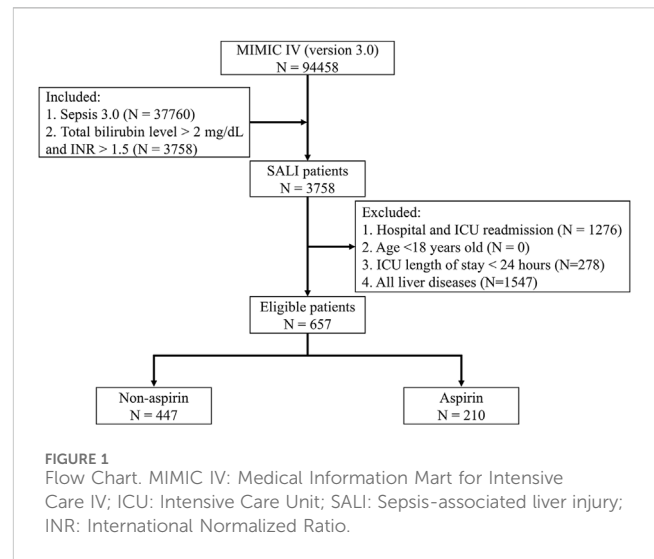 MIMIC IV (version 3.0)
N = 94458
Included:
1. Sepsis 3.0 (N = 37760)
2. Total bilirubin level > 2 mg/dL
and INR > 1.5 (N = 3758)
SALI patients
N = 3758
Excluded:
1. Hospital and ICU readmission (N = 1276)
2. Age <18 years old (N = 0)
3. ICU length of stay < 24 hours (N=278)
4. All liver diseases (N=1547)
Eligible patients
N = 657
Non-aspirin
N = 447
Aspirin
N = 210
FIGURE 1
Flow Chart. MIMIC IV: Medical Information Mart for Intensive
Care IV; ICU: Intensive Care Unit; SALI: Sepsis-associated liver injury;
INR: International Normalized Ratio.